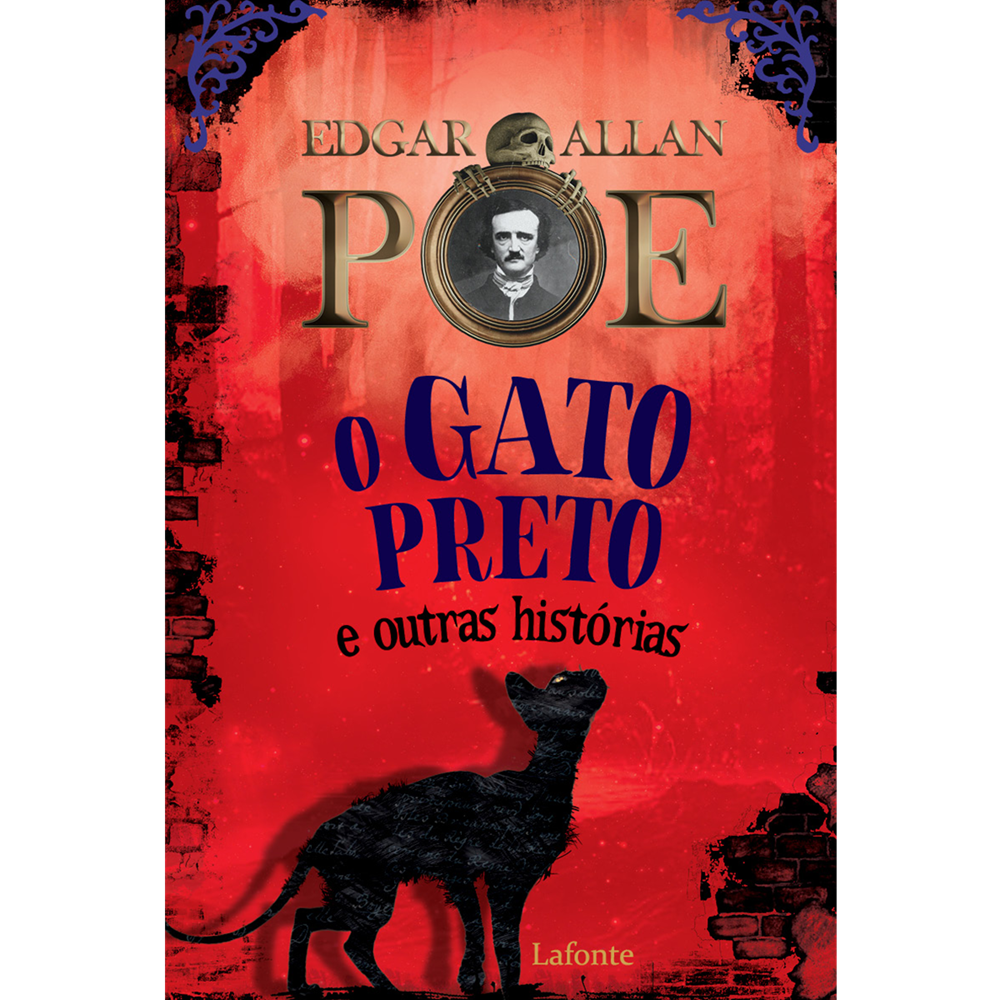 EDGAR ALLAN
POE
O GATO
PRETO
e outras histórias
Lafonte